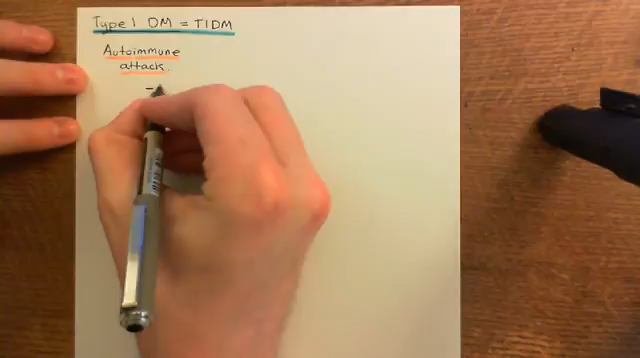 Type 1 DM = T1DM
Autoimmune
attack.
-